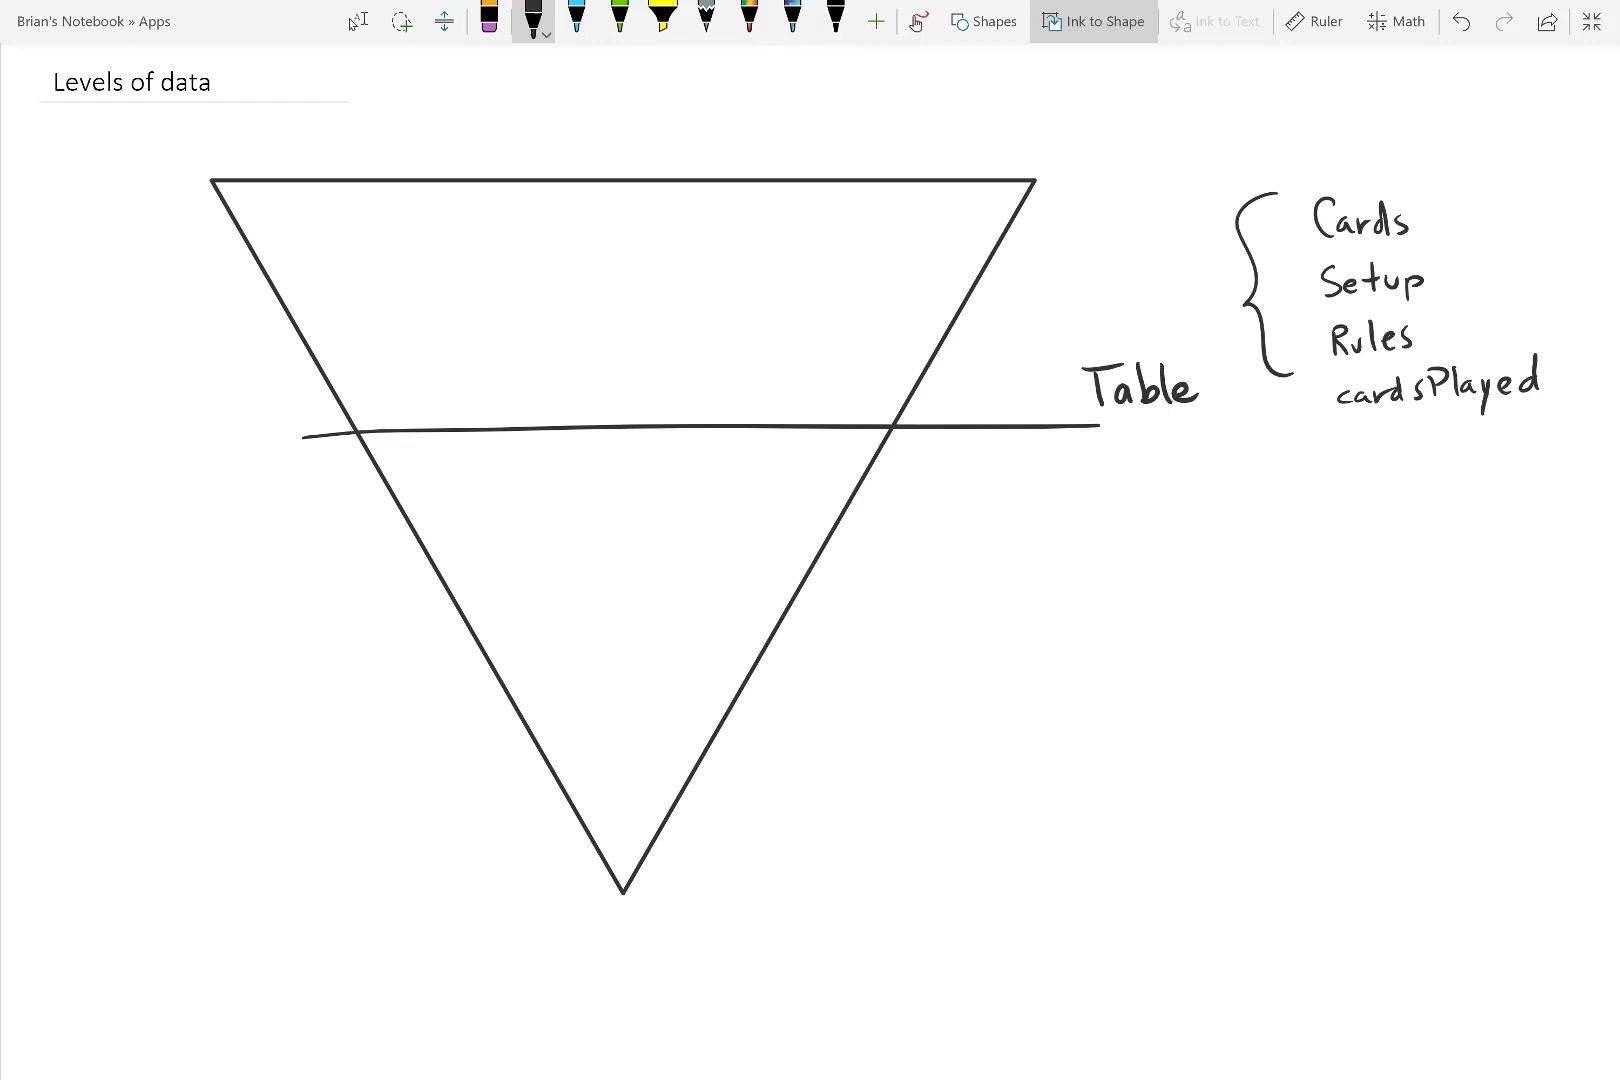 Brian's Notebook » Apps
Shapes
Ink to Shape
Ink to Text
Ruler
Math
Levels of data
Cards
Setup
Rules
Table
cardsPlayed